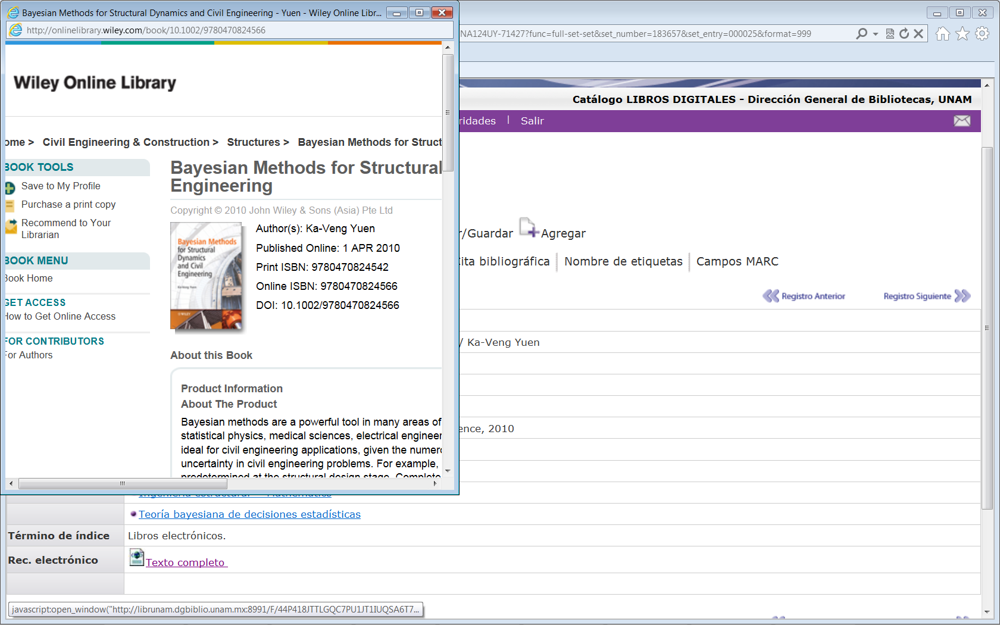 Bayesian Methods for Structural Dynamics and Civil Engineering - Yuen - Wiley Online Libr...
http://onlinelibrary.wiley.com/book/10.1002/9780470824566
NA124UY-71427?func=full-set-set&set_number=183657&set_entry=000025&format=999
Wiley Online Library
ome > Civil Engineering & Construction > Structures > Bayesian Methods for Struct
BOOK TOOLS
Save to My Profile
Purchase a print copy
Recommend to Your
Librarian
BOOK MENU
Book Home
GET ACCESS
How to Get Online Access
FOR CONTRIBUTORS
For Authors
Bayesian Methods for Structural
Engineering
Copyright © 2010 John Wiley & Sons (Asia) Pte Ltd
Bayesian Methods
for Structural
Dynamics
and Civil
Engineering
Ka-Veng Yuen
WILEY
Author(s): Ka-Veng Yuen
Published Online: 1 APR 2010
Print ISBN: 9780470824542
Online ISBN: 9780470824566
DOI: 10.1002/9780470824566
About this Book
Product Information
About The Product
Bayesian methods are a powerful tool in many areas of
statistical physics, medical sciences, electrical engineer
ideal for civil engineering applications, given the numero
uncertainty in civil engineering problems. For example,
predetermined at the structural design stage. Complete
Catálogo LIBROS DIGITALES - Dirección General de Bibliotecas, UNAM
ridades | Salir
r/Guardar Agregar
ita bibliográfica | Nombre de etiquetas | Campos MARC
Registro Anterior Registro Siguiente
/ Ka-Veng Yuen
ence, 2010
Ingeniería estructural -- Mathematics
Teoría bayesiana de decisiones estadísticas
Término de índice Libros electrónicos.
Rec. electrónico Texto completo
javascript:open_window("http://librunam.dgbiblio.unam.mx:8991/F/44P418JTTLGQC7PU1JT1IUQSA6T7...